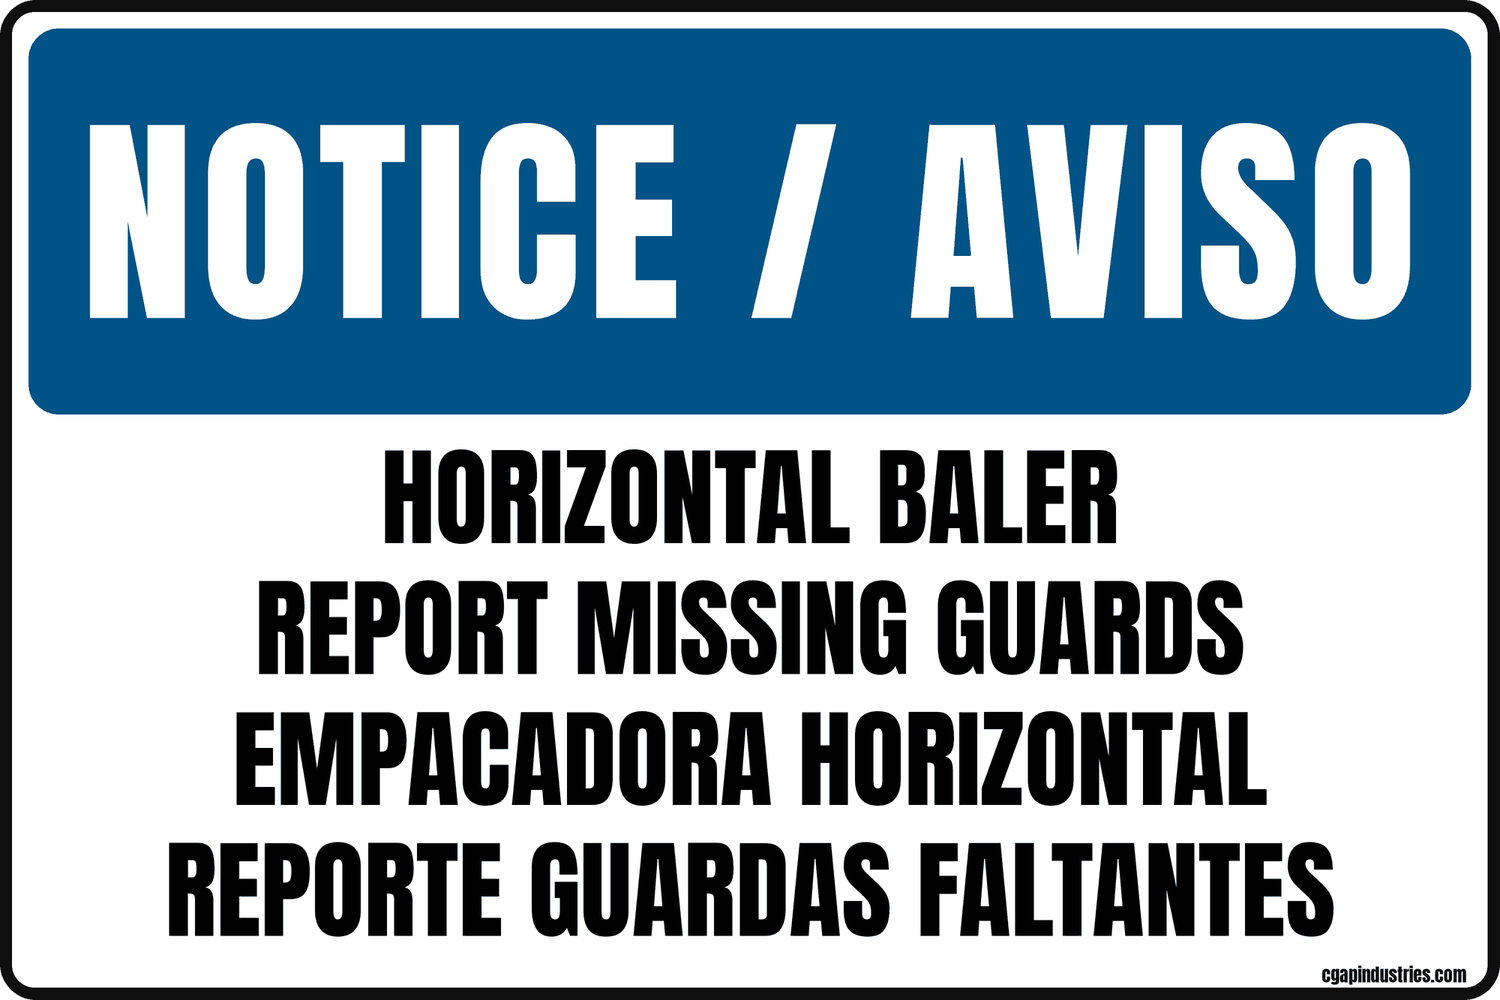 NOTICE / AVISO
HORIZONTAL BALER
REPORT MISSING GUARDS
EMPACADORA HORIZONTAL
REPORTE GUARDAS FALTANTES
cgapindustries.com